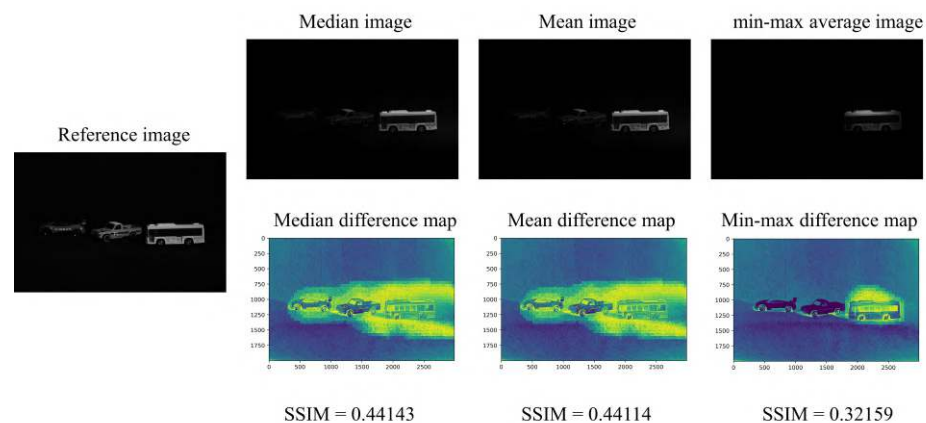 Median image
Mean image
min-max average image
Reference image
Median difference map
Mean difference map
Min-max difference map
0
250
500
750
1000
1250
1500
1750
0 500 1000 1500 2000 2500
0
250
500
750
1000
1250
1500
1750
0 500 1000 1500 2000 2500
0
250
500
750
1000
1250
1500
1750
0 500 1000 1500 2000 2500
SSIM = 0.44143
SSIM = 0.44114
SSIM = 0.32159